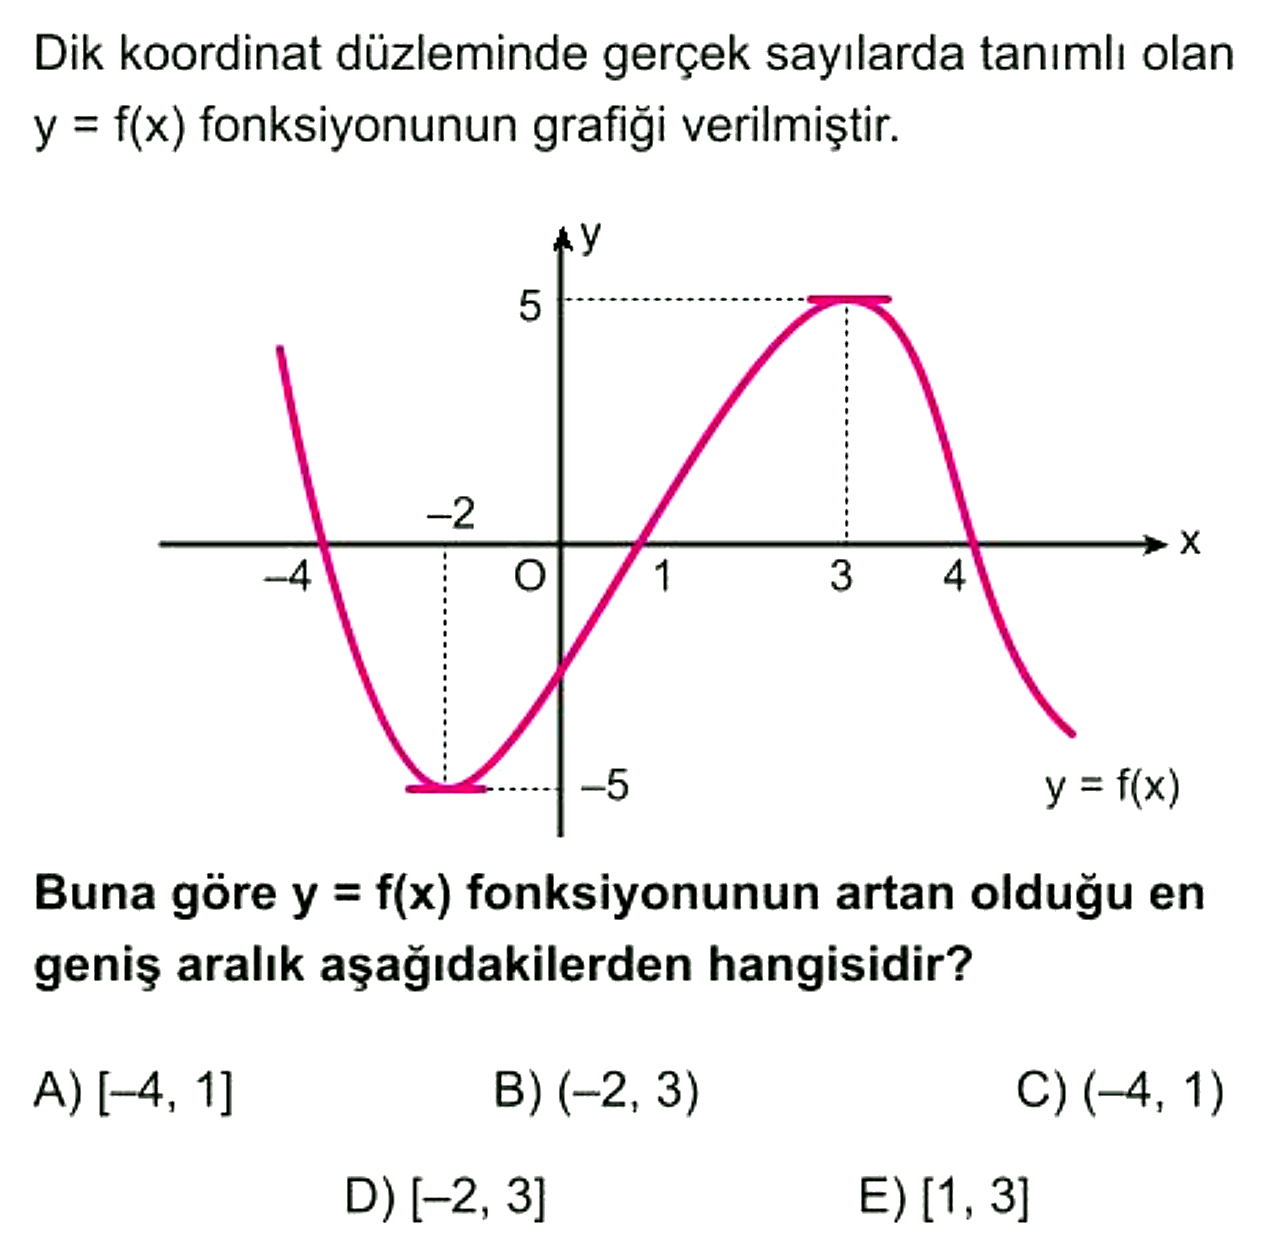 Dik koordinat düzleminde gerçek sayılarda tanımlı olan
y = f(x) fonksiyonunun grafiği verilmiştir.
y
5
–2
x
–4
O
1
3
4
–5
y = f(x)
Buna göre y = f(x) fonksiyonunun artan olduğu en
geniş aralık aşağıdakilerden hangisidir?
A) [–4, 1]
B) (–2, 3)
C) (–4, 1)
D) [–2, 3]
E) [1, 3]